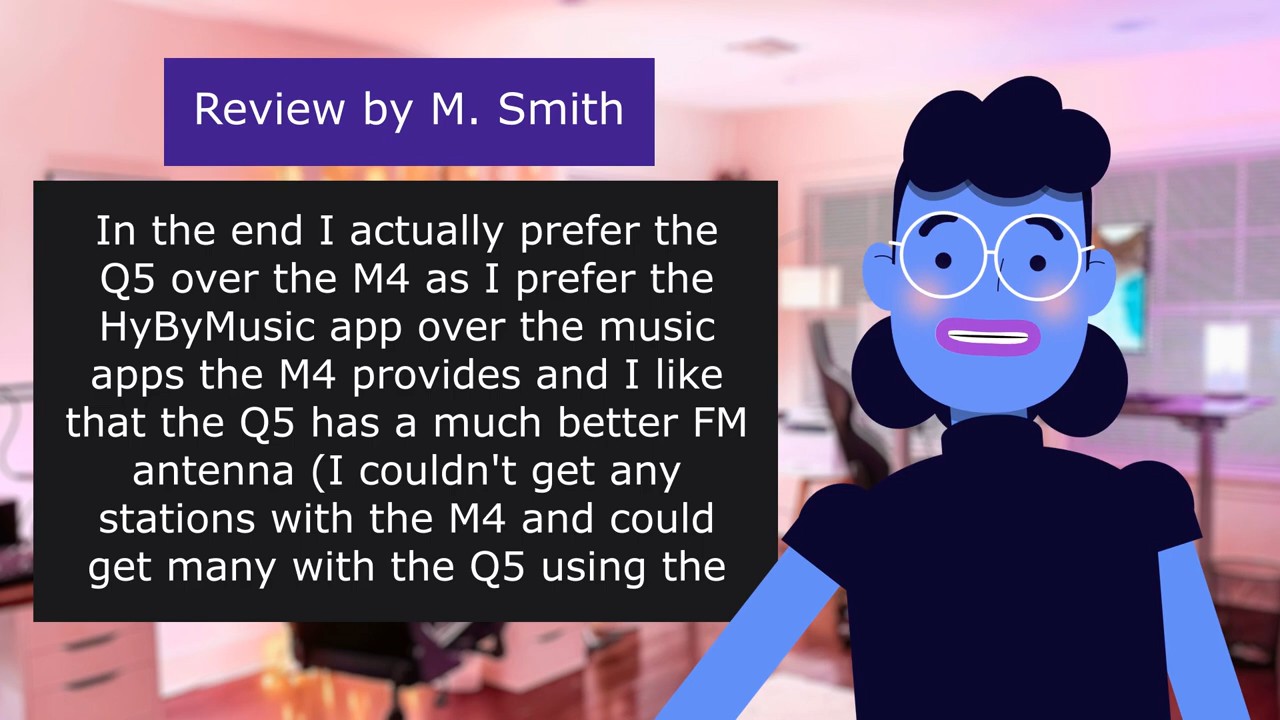 Review by M. Smith
In the end I actually prefer the
Q5 over the M4 as I prefer the
HyByMusic app over the music
apps the M4 provides and I like
that the Q5 has a much better FM
antenna (I couldn't get any
stations with the M4 and could
get many with the Q5 using the